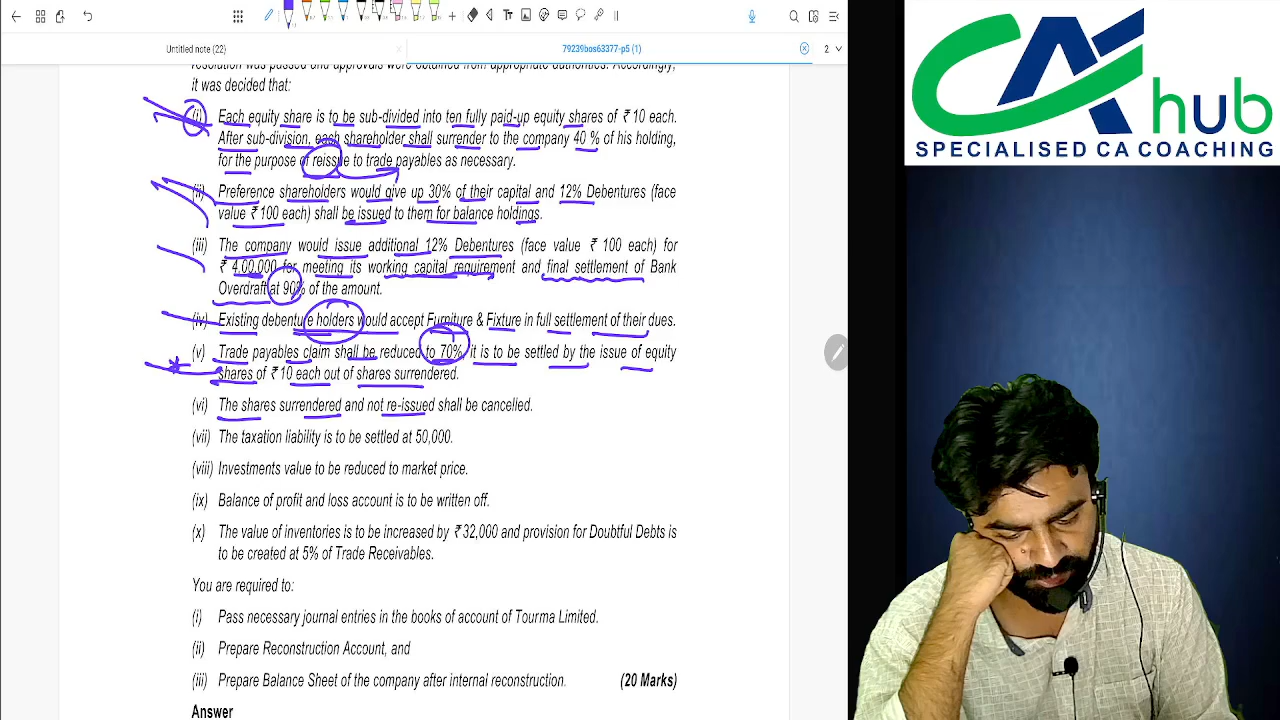 Untitled note (22)
79239bos63377-p5 (1)
2
Resolution was passed and approvals were obtained from appropriate authorities. Accordingly,
it was decided that:
(i) Each equity share is to be sub-divided into ten fully paid-up equity shares of ₹ 10 each.
After sub-division, each shareholder shall surrender to the company 40 % of his holding,
for the purpose of reissue to trade payables as necessary.
(ii) Preference shareholders would give up 30% of their capital and 12% Debentures (face
value ₹ 100 each) shall be issued to them for balance holdings.
(iii) The company would issue additional 12% Debentures (face value ₹ 100 each) for
₹ 4,00,000 for meeting its working capital requirement and final settlement of Bank
Overdraft at 90% of the amount.
(iv) Existing debenture holders would accept Furniture & Fixture in full settlement of their dues.
(v) Trade payables claim shall be reduced to 70%, it is to be settled by the issue of equity
shares of ₹ 10 each out of shares surrendered.
(vi) The shares surrendered and not re-issued shall be cancelled.
(vii) The taxation liability is to be settled at 50,000.
(viii) Investments value to be reduced to market price.
(ix) Balance of profit and loss account is to be written off.
(x) The value of inventories is to be increased by ₹ 32,000 and provision for Doubtful Debts is
to be created at 5% of Trade Receivables.
You are required to:
(i) Pass necessary journal entries in the books of account of Tourma Limited.
(ii) Prepare Reconstruction Account, and
(iii) Prepare Balance Sheet of the company after internal reconstruction. (20 Marks)
Answer
CA hub
SPECIALISED CA COACHING